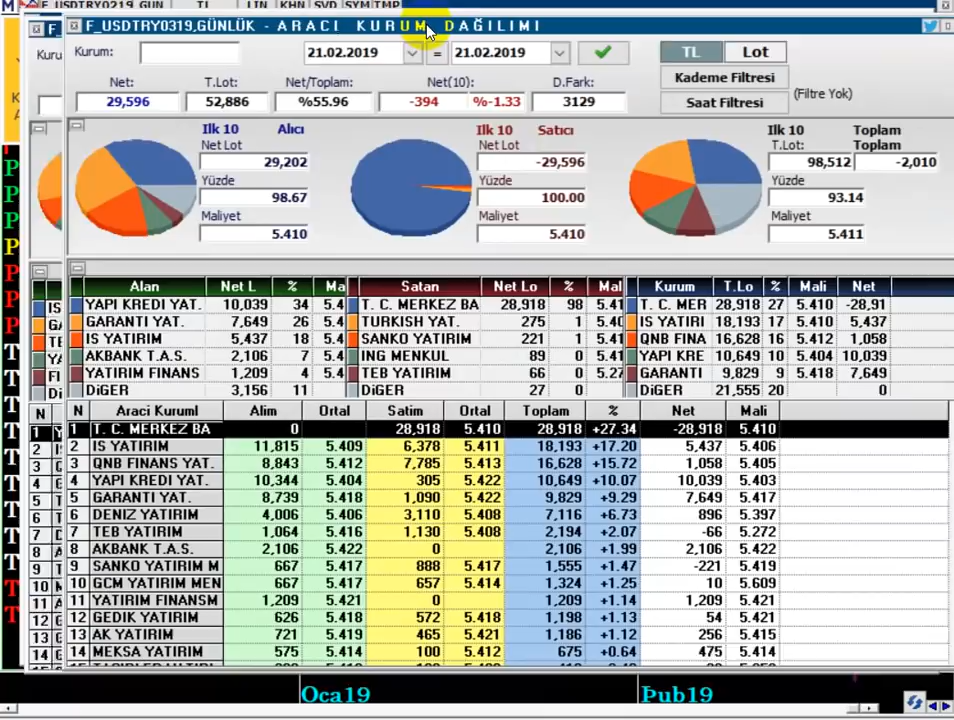 F_USDTRY0319 GUN TL LIN KHN SVD SYM TMP
F_USDTRY0319,GÜNLÜK - ARACI KURUM DAĞILIMI
Kurum: 21.02.2019 = 21.02.2019 TL Lot
Kademe Filtresi
Net: T.Lot: Net/Toplam: Net(10): D.Fark: (Filtre Yok)
29,596 52,886 %55.96 -394 %-1.33 3129 Saat Filtresi
Ilk 10 Alıcı Ilk 10 Satıcı Ilk 10 Toplam
Net Lot Net Lot T.Lot: Toplam
29,202 -29,596 98,512 -2,010
Yüzde Yüzde Yüzde
98.67 100.00 93.14
Maliyet Maliyet Maliyet
5.410 5.410 5.411
Alan Net L % Ma Satan Net Lo % Mal Kurum T.Lo % Mali Net
YAPI KREDI YAT. 10,039 34 5.4 T. C. MERKEZ BA 28,918 98 5.41 T. C. MER 28,918 27 5.410 -28,91
GARANTI YAT. 7,649 26 5.4 TURKISH YAT. 275 1 5.40 IS YATIRI 18,193 17 5.410 5,437
IS YATIRIM 5,437 18 5.4 SANKO YATIRIM 221 1 5.41 QNB FINA 16,628 16 5.412 1,058
AKBANK T.A.S. 2,106 7 5.4 ING MENKUL 89 0 5.41 YAPI KRE 10,649 10 5.404 10,039
YATIRIM FINANS 1,209 4 5.4 TEB YATIRIM 66 0 5.27 GARANTI 9,829 9 5.418 7,649
DiGER 3,156 11 DiGER 27 0 DiGER 21,555 20 0
N Araci Kuruml Alim Ortal Satim Ortal Toplam % Net Mali
1 T. C. MERKEZ BA 0 28,918 5.410 28,918 +27.34 -28,918 5.410
2 IS YATIRIM 11,815 5.409 6,378 5.411 18,193 +17.20 5,437 5.406
3 QNB FINANS YAT. 8,843 5.412 7,785 5.413 16,628 +15.72 1,058 5.405
4 YAPI KREDI YAT. 10,344 5.404 305 5.422 10,649 +10.07 10,039 5.403
5 GARANTI YAT. 8,739 5.418 1,090 5.422 9,829 +9.29 7,649 5.417
6 DENIZ YATIRIM 4,006 5.406 3,110 5.408 7,116 +6.73 896 5.397
7 TEB YATIRIM 1,064 5.416 1,130 5.408 2,194 +2.07 -66 5.272
8 AKBANK T.A.S. 2,106 5.422 0 2,106 +1.99 2,106 5.422
9 SANKO YATIRIM M 667 5.417 888 5.417 1,555 +1.47 -221 5.419
10 GCM YATIRIM MEN 667 5.417 657 5.414 1,324 +1.25 10 5.609
11 YATIRIM FINANSM 1,209 5.421 0 1,209 +1.14 1,209 5.421
12 GEDIK YATIRIM 626 5.418 572 5.418 1,198 +1.13 54 5.421
13 AK YATIRIM 721 5.419 465 5.421 1,186 +1.12 256 5.415
14 MEKSA YATIRIM 575 5.414 100 5.412 675 +0.64 475 5.415
Oca19 Þub19